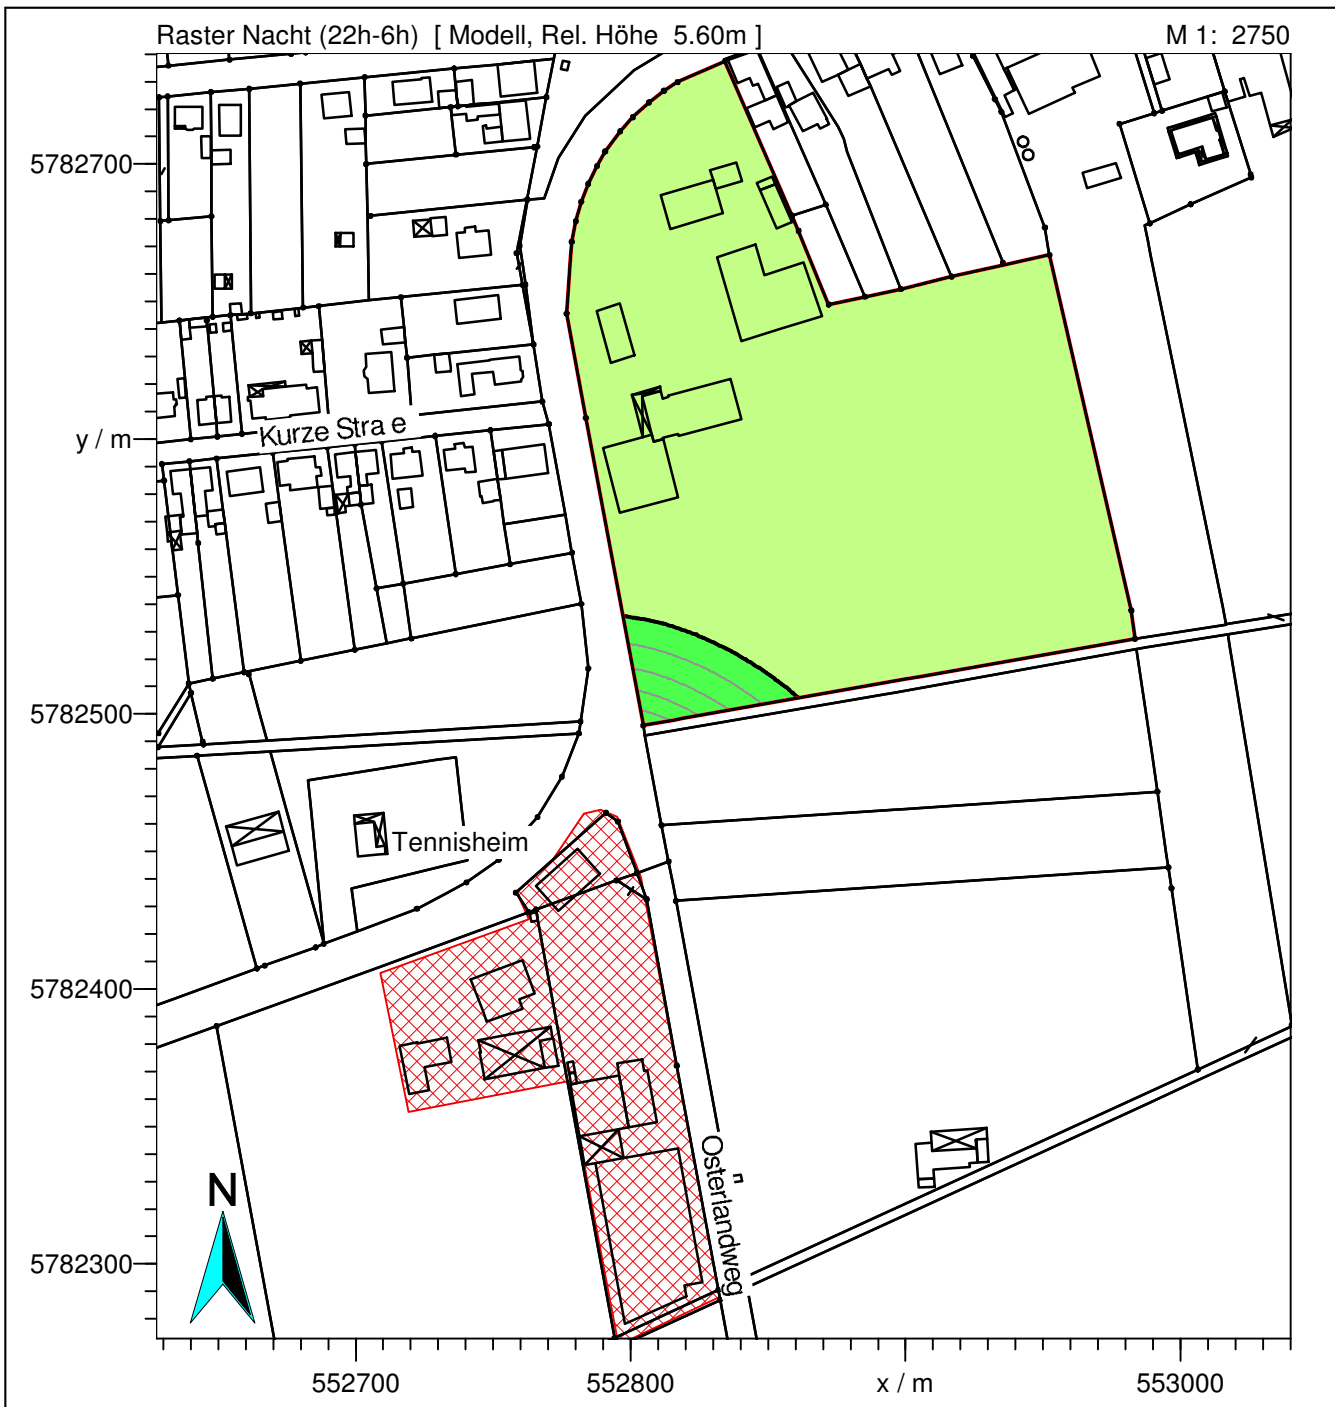 Raster Nacht (22h-6h)  [ Modell, Rel. Höhe  5.60m ]
M 1:  2750
5782700
y / m
Kurze Stra e
5782500
Tennisheim
5782400
Osterlandweg
N
5782300
552700
552800
x / m
553000